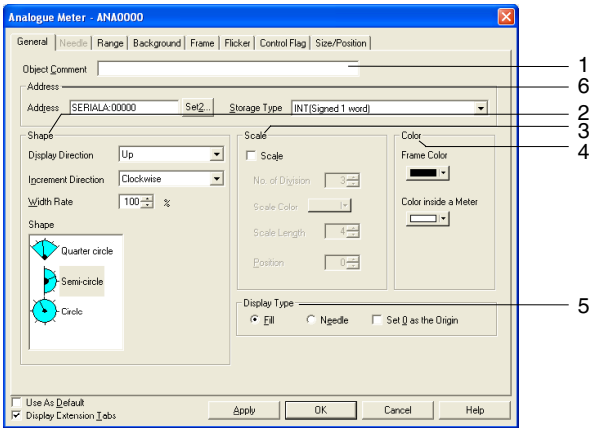 Analogue Meter - ANA0000
General Needle Range Background Frame Flicker Control Flag Size/Position
Object Comment 1
Address 6
Address SERIALA:00000 Set2... Storage Type INT(Signed 1 word) 2
Shape Scale Color 3
4
Display Direction Up Scale Frame Color
Increment Direction Clockwise No. of Division 3
Width Rate 100 % Scale Color Color inside a Meter
Shape Scale Length 4
Quarter circle
Position 0
Semi-circle
Display Type 5
Circle Fill Needle Set 0 as the Origin
Use As Default
Display Extension Tabs Apply OK Cancel Help